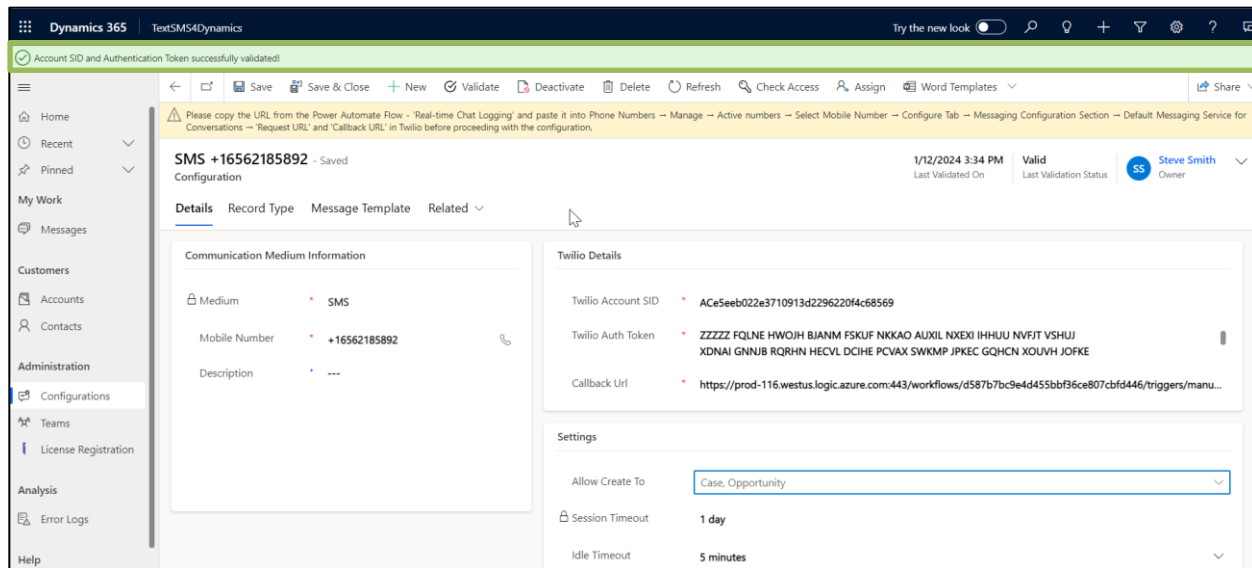 Dynamics 365 TextSMS4Dynamics Try the new look
Account SID and Authentication Token successfully validated!
Save Save & Close New Validate Deactivate Delete Refresh Check Access Assign Word Templates Share
Please copy the URL from the Power Automate Flow - 'Real-time Chat Logging' and paste it into Phone Numbers → Manage → Active numbers → Select Mobile Number → Configure Tab → Messaging Configuration Section → Default Messaging Service for
Conversations → 'Request URL' and 'Callback URL' in Twilio before proceeding with the configuration.
Home
Recent
Pinned
My Work
Messages
Customers
Accounts
Contacts
Administration
Configurations
Teams
License Registration
Analysis
Error Logs
Help
SMS +16562185892 - Saved
Configuration
1/12/2024 3:34 PM
Last Validated On
Valid
Last Validation Status
SS
Steve Smith
Owner
Details Record Type Message Template Related
Communication Medium Information
Medium * SMS
Mobile Number * +16562185892
Description * ---
Twilio Details
Twilio Account SID * ACe5eeb022e3710913d2296220f4c68569
Twilio Auth Token * ZZZZZ FQLNE HWOJH BJANM FSKUF NKKAO AUXIL NXEXI IHHUU NVFJT VSHUJ
XDNAI GNNJB RQRHN HECVL DCIHE PCVAX SWKMP JPKEC GQHCN XOUVH JOFKE
Callback Url * https://prod-116.westus.logic.azure.com:443/workflows/d587b7bc9e4d455bbf36ce807cbfd446/triggers/manu...
Settings
Allow Create To Case, Opportunity
Session Timeout 1 day
Idle Timeout 5 minutes